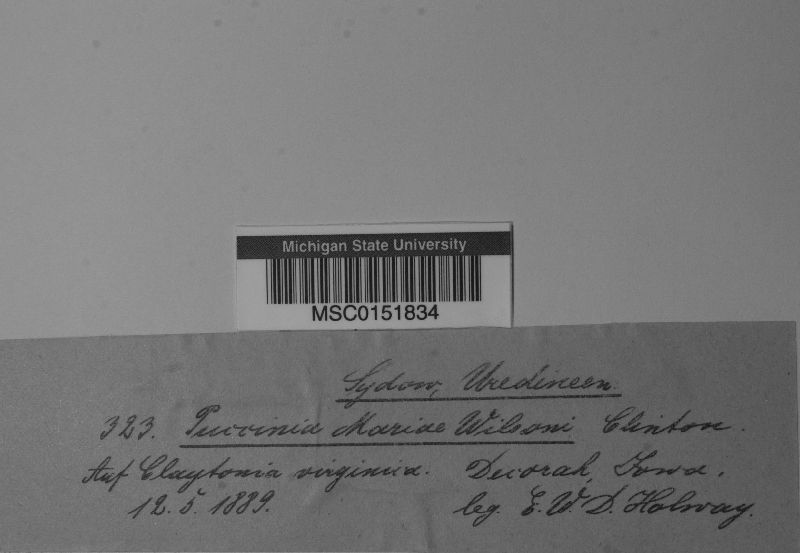 Michigan State University
MSC0151834
Sydow, Uredineen.
323. Puccinia Mariae Wilsoni Clinton.
Auf Claytonia virginica. Decorah, Iowa,
12. 5. 1889. leg. E. W. D. Holway.